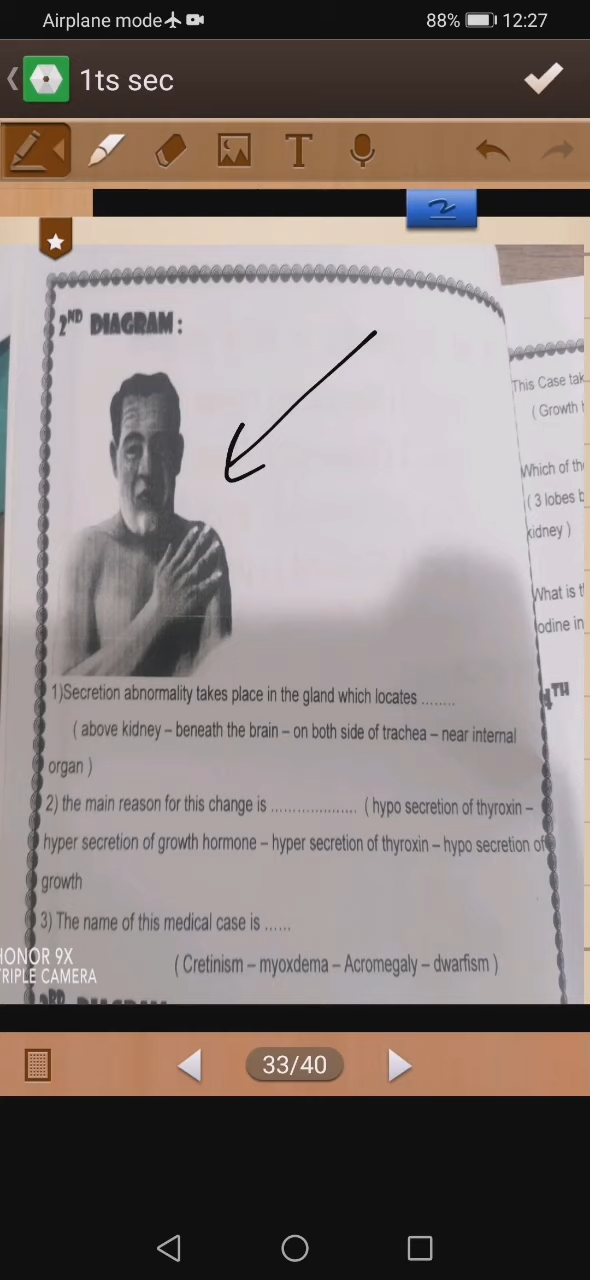 Airplane mode 88% 12:27
1ts sec
T
2
2ND DIAGRAM :
This Case tak
( Growth
Which of the
( 3 lobes b
kidney )
What is t
odine in
4TH
1)Secretion abnormality takes place in the gland which locates ........
( above kidney – beneath the brain – on both side of trachea – near internal
organ )
2) the main reason for this change is ................... ( hypo secretion of thyroxin –
hyper secretion of growth hormone – hyper secretion of thyroxin – hypo secretion of
growth
3) The name of this medical case is ......
( Cretinism – myoxdema – Acromegaly – dwarfism )
HONOR 9X
TRIPLE CAMERA
33/40